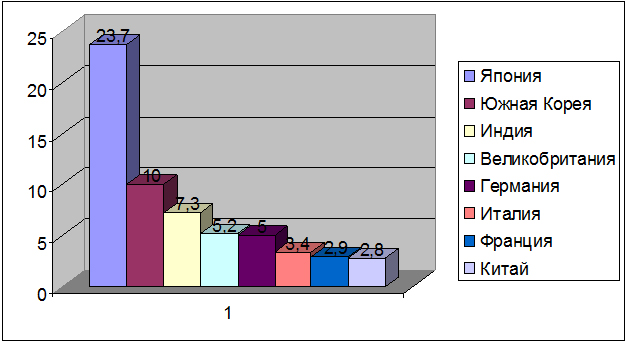 25
20
15
10
5
0
23,7
10
7,3
5,2
5
3,4
2,9
2,8
1
Япония
Южная Корея
Индия
Великобритания
Германия
Италия
Франция
Китай